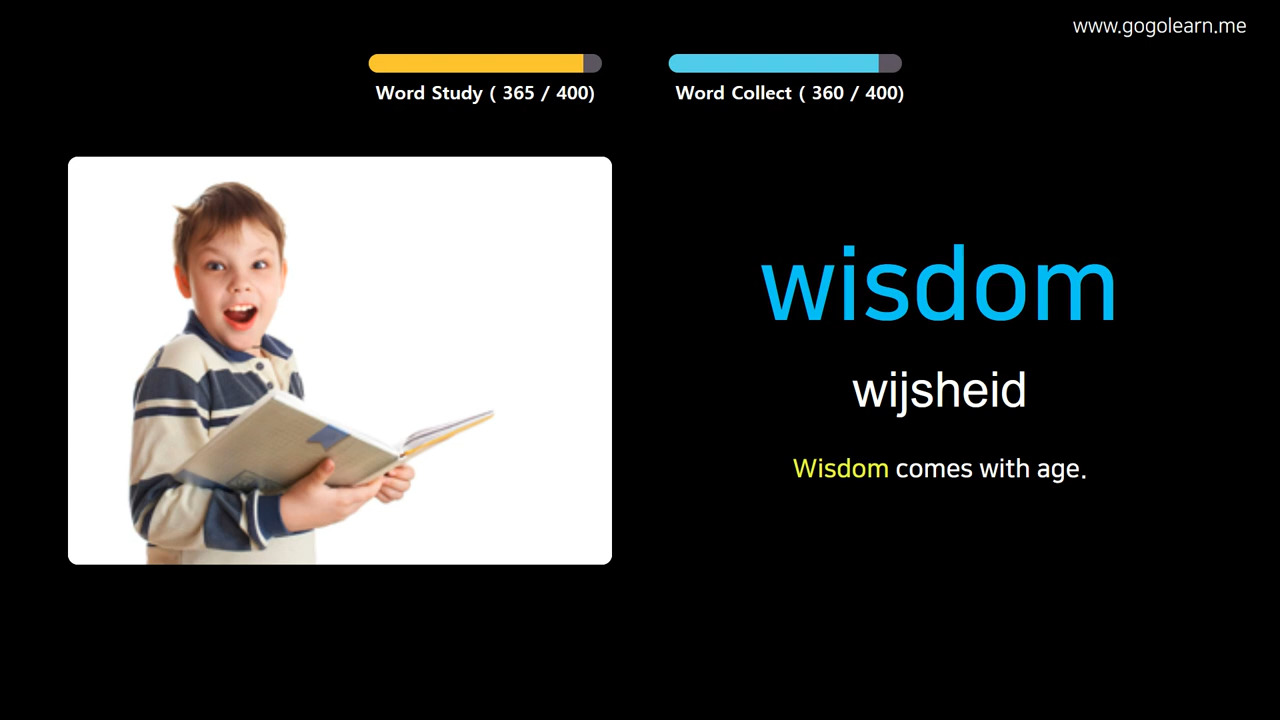 www.gogolearn.me
Word Study ( 365 / 400)
Word Collect ( 360 / 400)
wisdom
wijsheid
Wisdom comes with age.